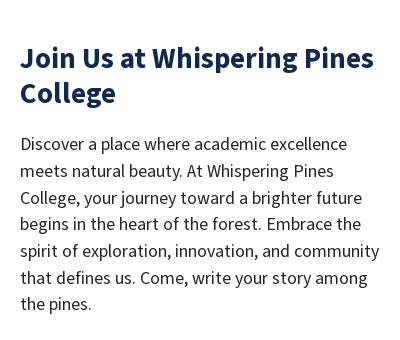 Join Us at Whispering Pines
College
Discover a place where academic excellence
meets natural beauty. At Whispering Pines
College, your journey toward a brighter future
begins in the heart of the forest. Embrace the
spirit of exploration, innovation, and community
that defines us. Come, write your story among
the pines.